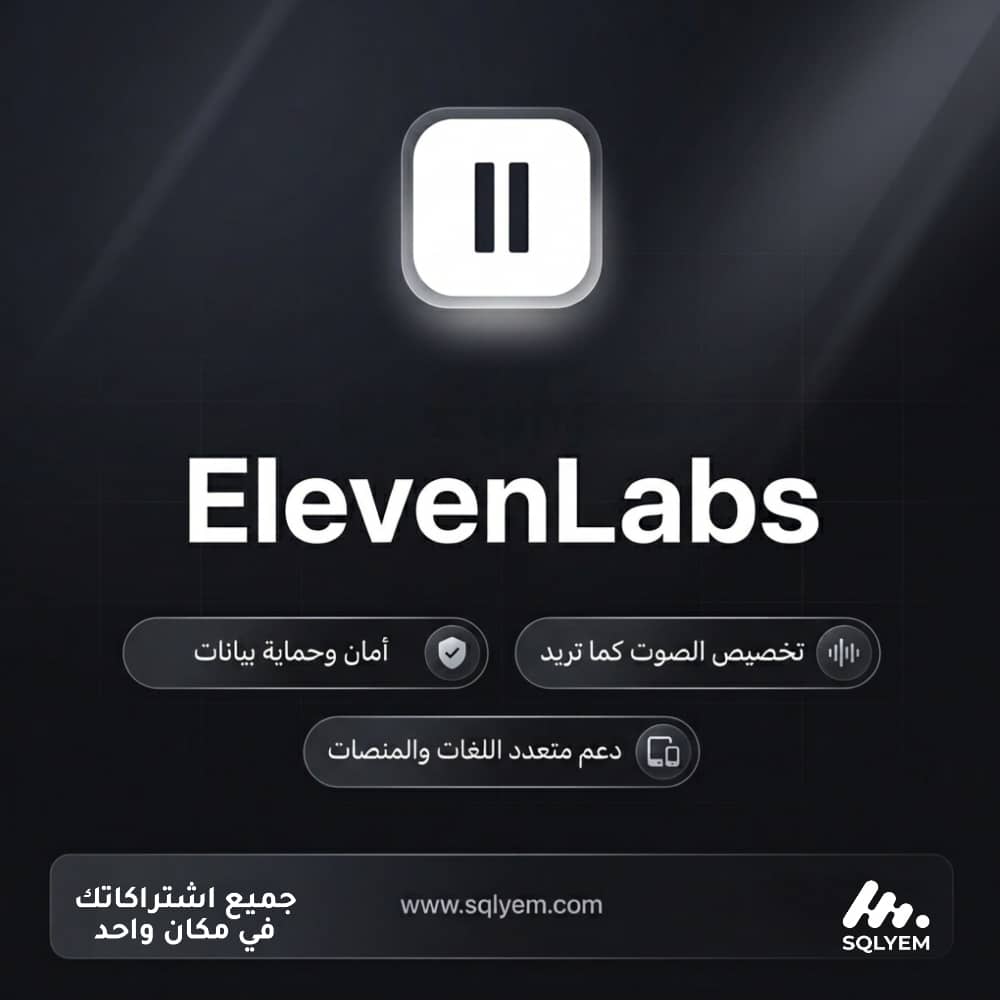 ElevenLabs
تخصيص الصوت كما تريد
أمان وحماية بيانات
دعم متعدد اللغات والمنصات
جميع اشتراكاتك
في مكان واحد
www.sqlyem.com
SQLYEM